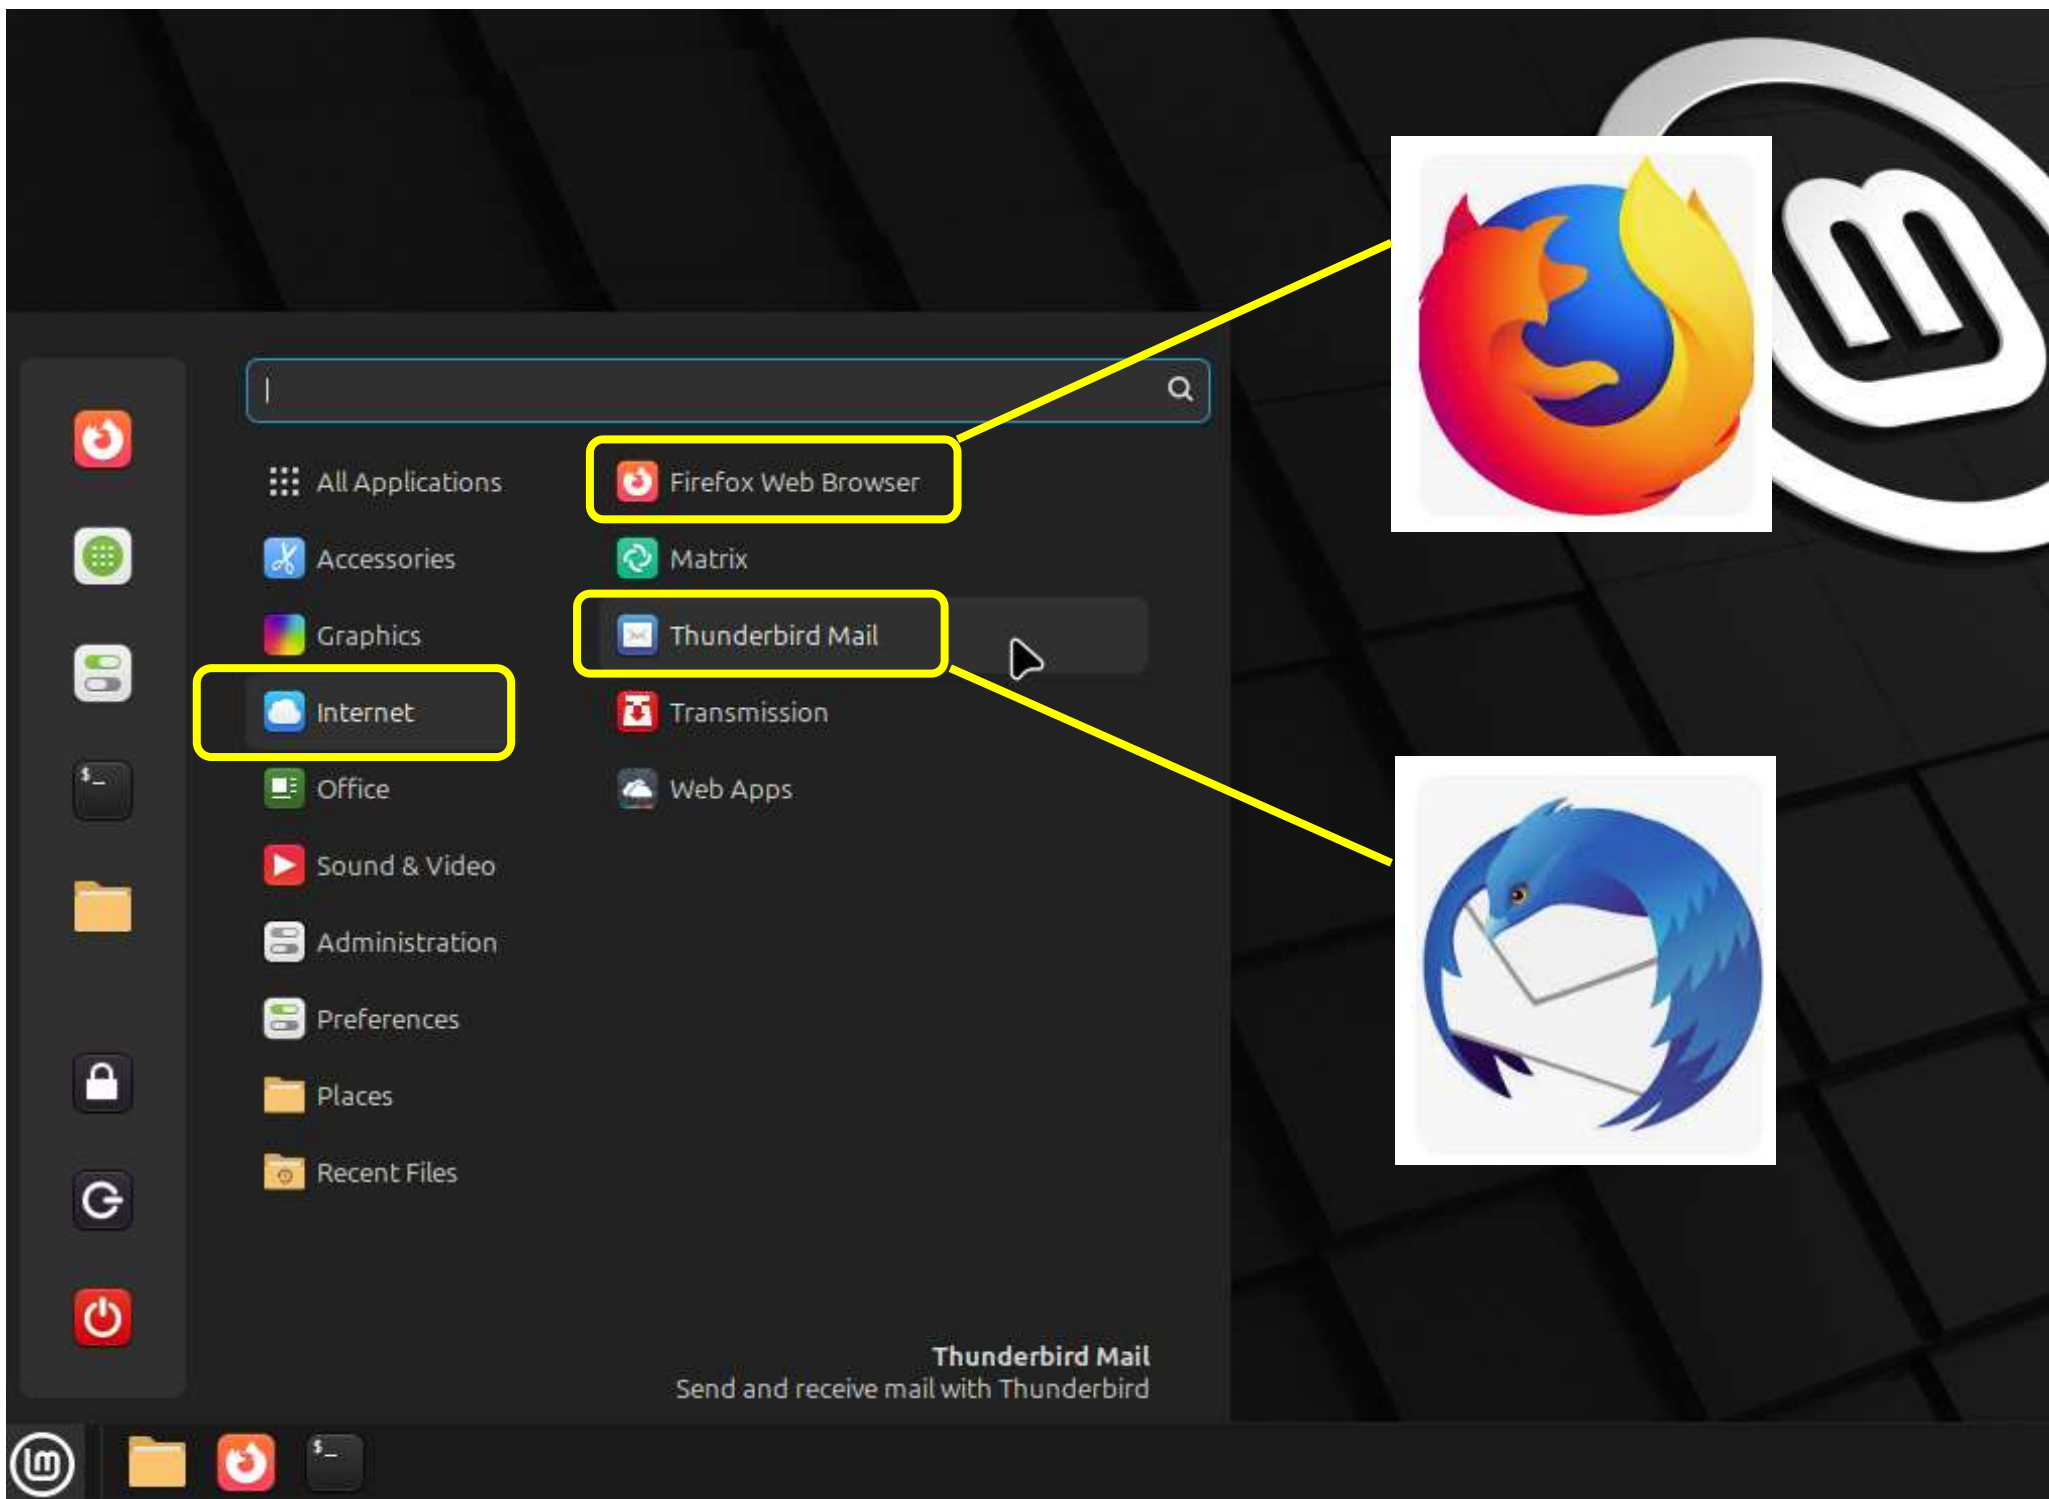 All Applications
Accessories
Graphics
Internet
Office
Sound & Video
Administration
Preferences
Places
Recent Files
Firefox Web Browser
Matrix
Thunderbird Mail
Transmission
Web Apps
Thunderbird Mail
Send and receive mail with Thunderbird
$_
$_